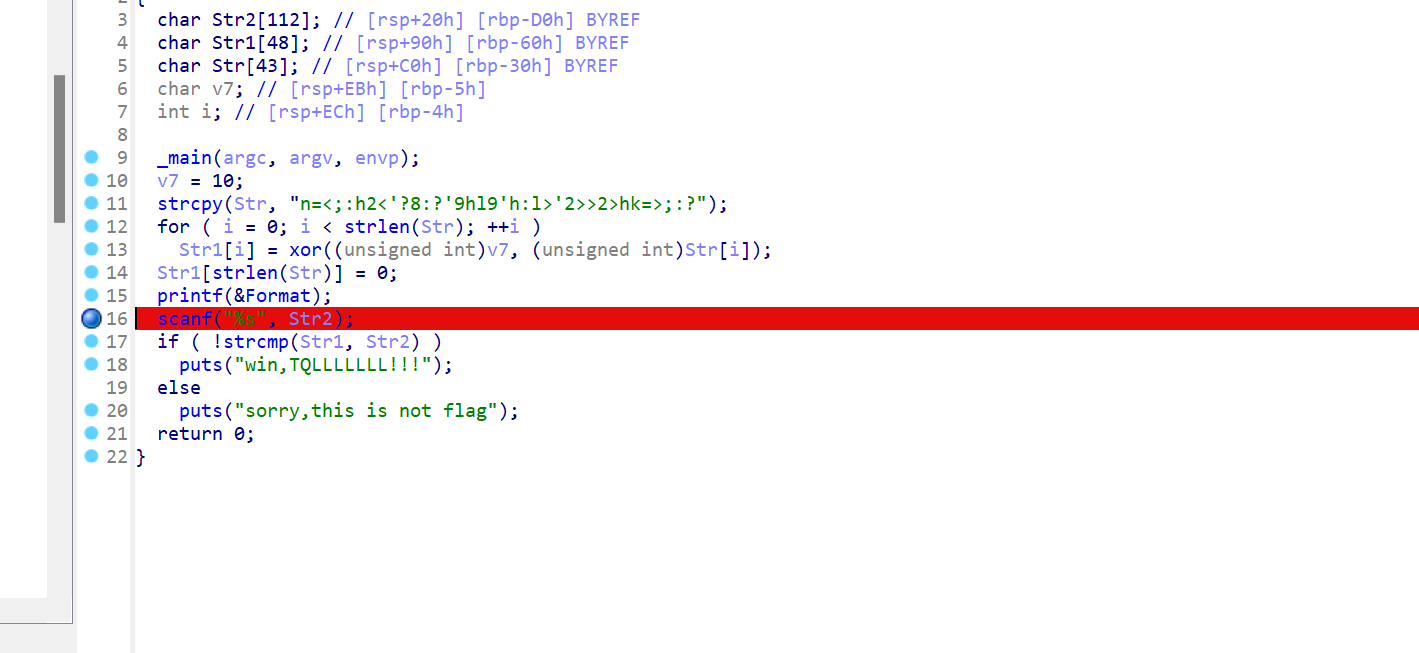 2 {
3 char Str2[112]; // [rsp+20h] [rbp-D0h] BYREF
4 char Str1[48]; // [rsp+90h] [rbp-60h] BYREF
5 char Str[43]; // [rsp+C0h] [rbp-30h] BYREF
6 char v7; // [rsp+EBh] [rbp-5h]
7 int i; // [rsp+ECh] [rbp-4h]
8
9 _main(argc, argv, envp);
10 v7 = 10;
11 strcpy(Str, "n=<;:h2<'?8:?'9hl9'h:l>'2>>2>hk=>;:?");
12 for ( i = 0; i < strlen(Str); ++i )
13 Str1[i] = xor((unsigned int)v7, (unsigned int)Str[i]);
14 Str1[strlen(Str)] = 0;
15 printf(&Format);
16 scanf("%s", Str2);
17 if ( !strcmp(Str1, Str2) )
18 puts("win,TQLLLLLLL!!!");
19 else
20 puts("sorry,this is not flag");
21 return 0;
22 }